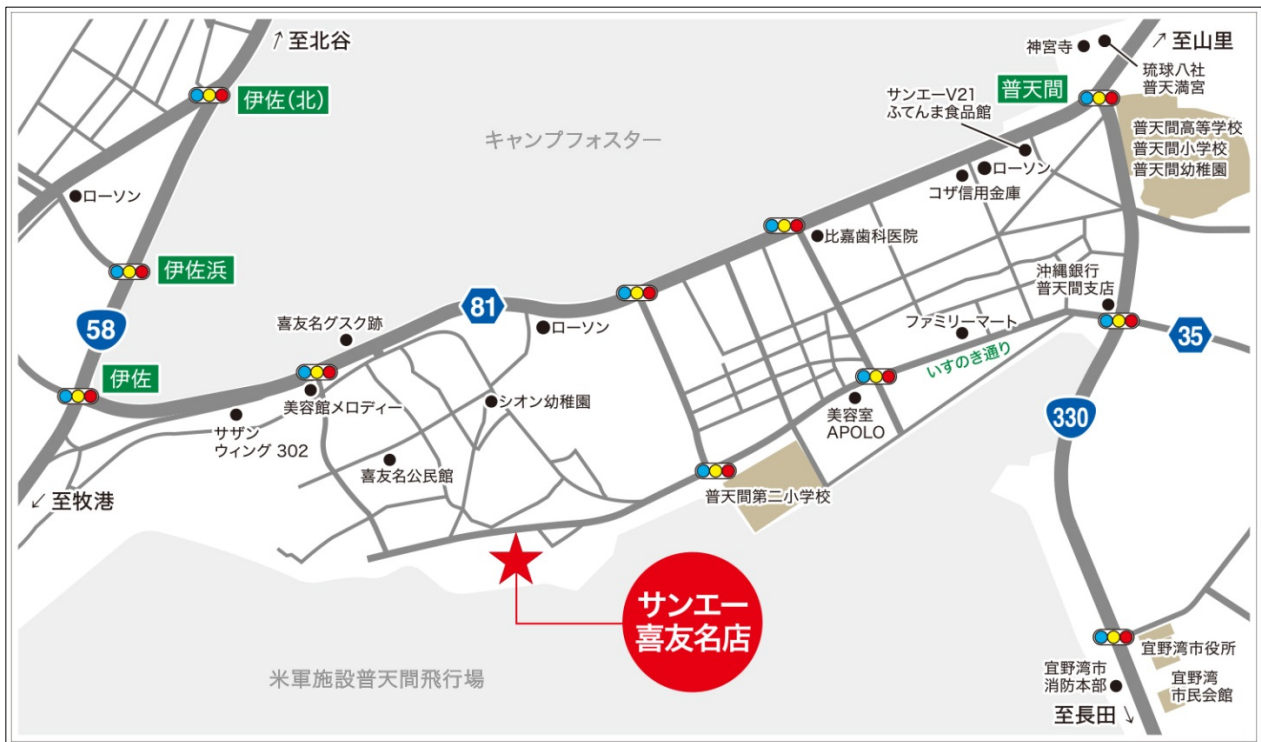 ↗至北谷
伊佐(北)
キャンプフォスター
神宮寺
↗至山里
琉球八社
普天満宮
普天間
サンエーV21
ふてんま食品館
普天間高等学校
普天間小学校
普天間幼稚園
ローソン
コザ信用金庫
ローソン
比嘉歯科医院
伊佐浜
沖縄銀行
普天間支店
58
81
喜友名グスク跡
ローソン
ファミリーマート
35
いすのき通り
伊佐
美容館メロディー
シオン幼稚園
美容室
APOLO
330
サザン
ウィング 302
喜友名公民館
普天間第二小学校
↙至牧港
サンエー
喜友名店
米軍施設普天間飛行場
宜野湾市役所
宜野湾市
消防本部
宜野湾
市民会館
至長田↘